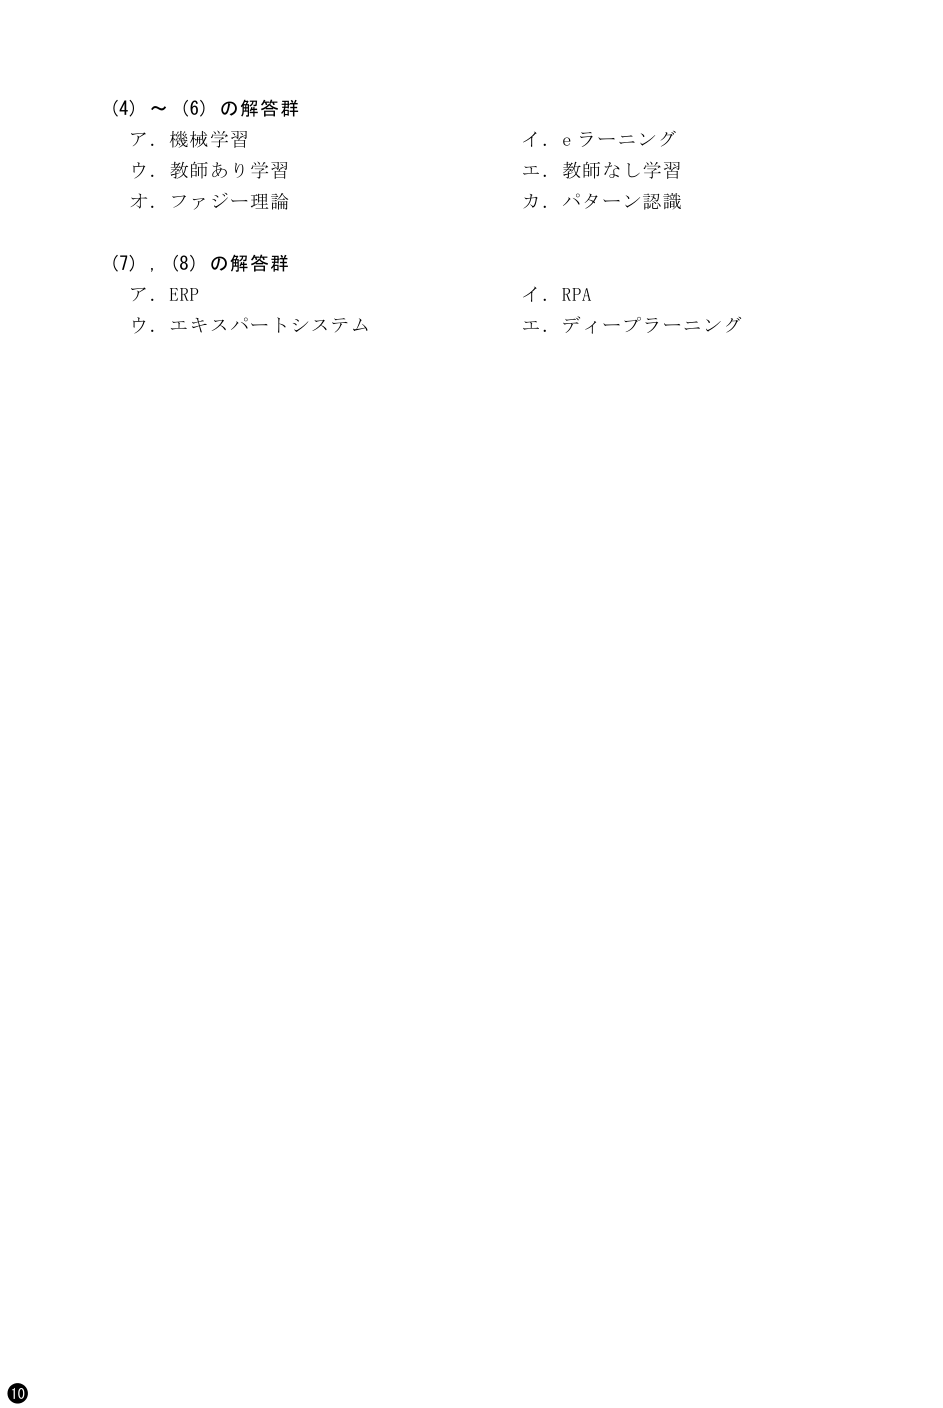 (4) ～ (6) の解答群
ア．機械学習　イ．e ラーニング
ウ．教師あり学習　エ．教師なし学習
オ．ファジー理論　カ．パターン認識
(7) ，(8) の解答群
ア．ERP　イ．RPA
ウ．エキスパートシステム　エ．ディープラーニング
10